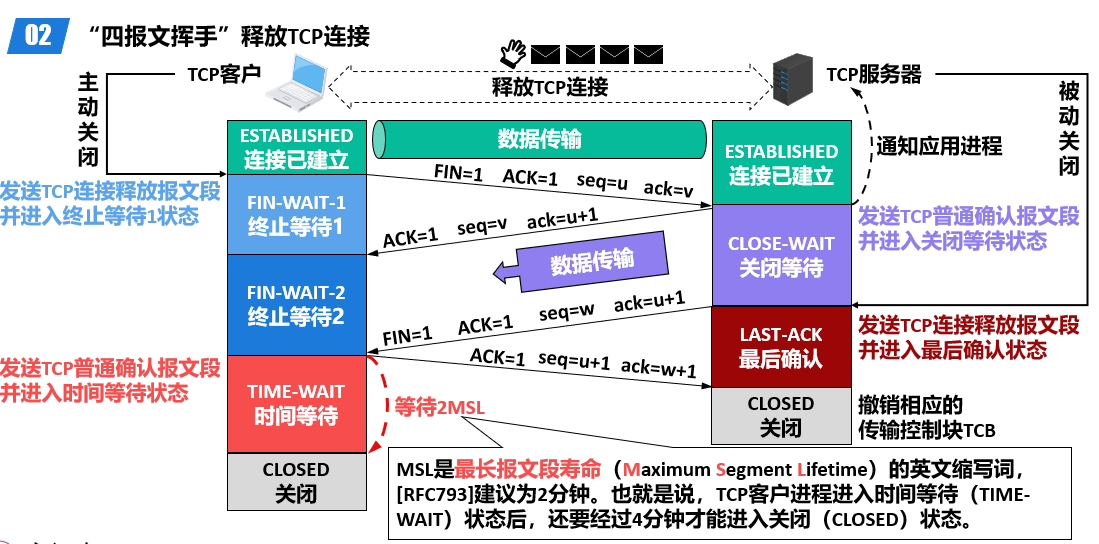 02 “四报文挥手”释放TCP连接
TCP客户
释放TCP连接
TCP服务器
主动关闭
被动关闭
ESTABLISHED
连接已建立
数据传输
ESTABLISHED
连接已建立
通知应用进程
FIN=1 ACK=1 seq=u ack=v
发送TCP连接释放报文段
并进入终止等待1状态
FIN-WAIT-1
终止等待1
ACK=1 seq=v ack=u+1
CLOSE-WAIT
关闭等待
发送TCP普通确认报文段
并进入关闭等待状态
数据传输
FIN-WAIT-2
终止等待2
FIN=1 ACK=1 seq=w ack=u+1
LAST-ACK
最后确认
发送TCP连接释放报文段
并进入最后确认状态
ACK=1 seq=u+1 ack=w+1
发送TCP普通确认报文段
并进入时间等待状态
TIME-WAIT
时间等待
等待2MSL
CLOSED
关闭
撤销相应的
传输控制块TCB
CLOSED
关闭
MSL是最长报文段寿命（Maximum Segment Lifetime）的英文缩写词，
[RFC793]建议为2分钟。也就是说，TCP客户进程进入时间等待（TIME-
WAIT）状态后，还要经过4分钟才能进入关闭（CLOSED）状态。